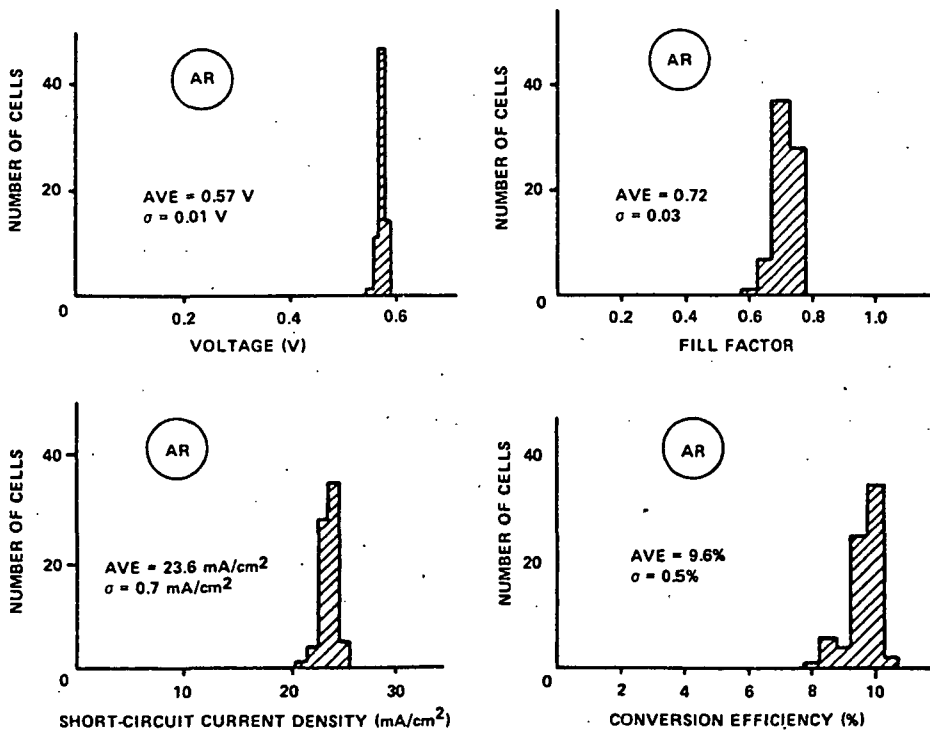 NUMBER OF CELLS
40
20
0
AR
AVE = 0.57 V
σ = 0.01 V
0.2 0.4 0.6
VOLTAGE (V)
NUMBER OF CELLS
40
20
0
AR
AVE = 0.72
σ = 0.03
0.2 0.4 0.6 0.8 1.0
FILL FACTOR
NUMBER OF CELLS
40
20
0
AR
AVE = 23.6 mA/cm²
σ = 0.7 mA/cm²
10 20 30
SHORT-CIRCUIT CURRENT DENSITY (mA/cm²)
NUMBER OF CELLS
40
20
0
AR
AVE = 9.6%
σ = 0.5%
2 4 6 8 10
CONVERSION EFFICIENCY (%)